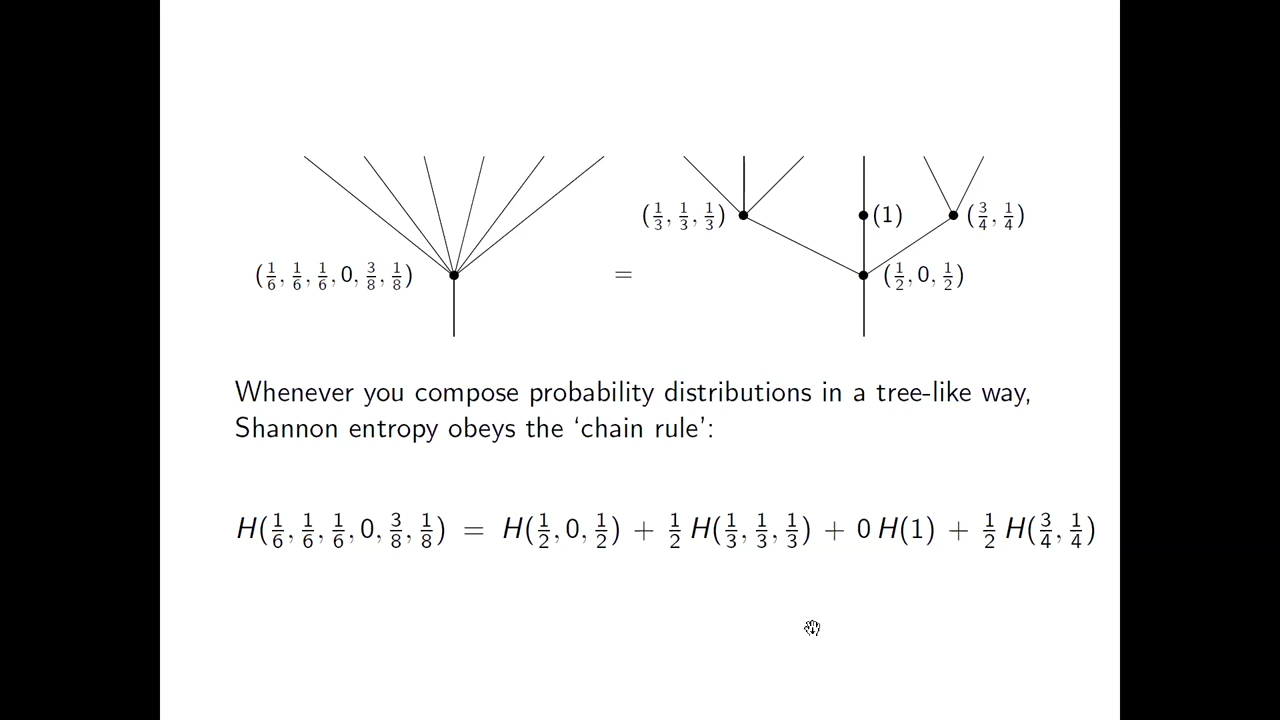 (1/3, 1/3, 1/3) (1) (3/4, 1/4)
(1/6, 1/6, 1/6, 0, 3/8, 1/8) = (1/2, 0, 1/2)
Whenever you compose probability distributions in a tree-like way,
Shannon entropy obeys the ‘chain rule’:
H(1/6, 1/6, 1/6, 0, 3/8, 1/8) = H(1/2, 0, 1/2) + 1/2 H(1/3, 1/3, 1/3) + 0 H(1) + 1/2 H(3/4, 1/4)